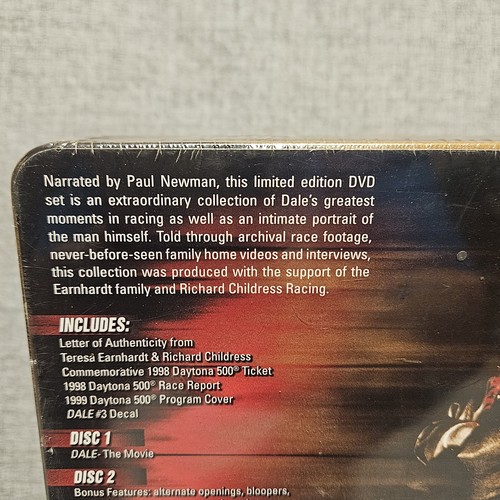 Narrated by Paul Newman, this limited edition DVD
set is an extraordinary collection of Dale's greatest
moments in racing as well as an intimate portrait of
the man himself. Told through archival race footage,
never-before-seen family home videos and interviews,
this collection was produced with the support of the
Earnhardt family and Richard Childress Racing.
INCLUDES:
Letter of Authenticity from
Teresa Earnhardt & Richard Childress
Commemorative 1998 Daytona 500® Ticket
1998 Daytona 500® Race Report
1999 Daytona 500® Program Cover
DALE #3 Decal
DISC 1
DALE- The Movie
DISC 2
Bonus Features: alternate openings, bloopers,